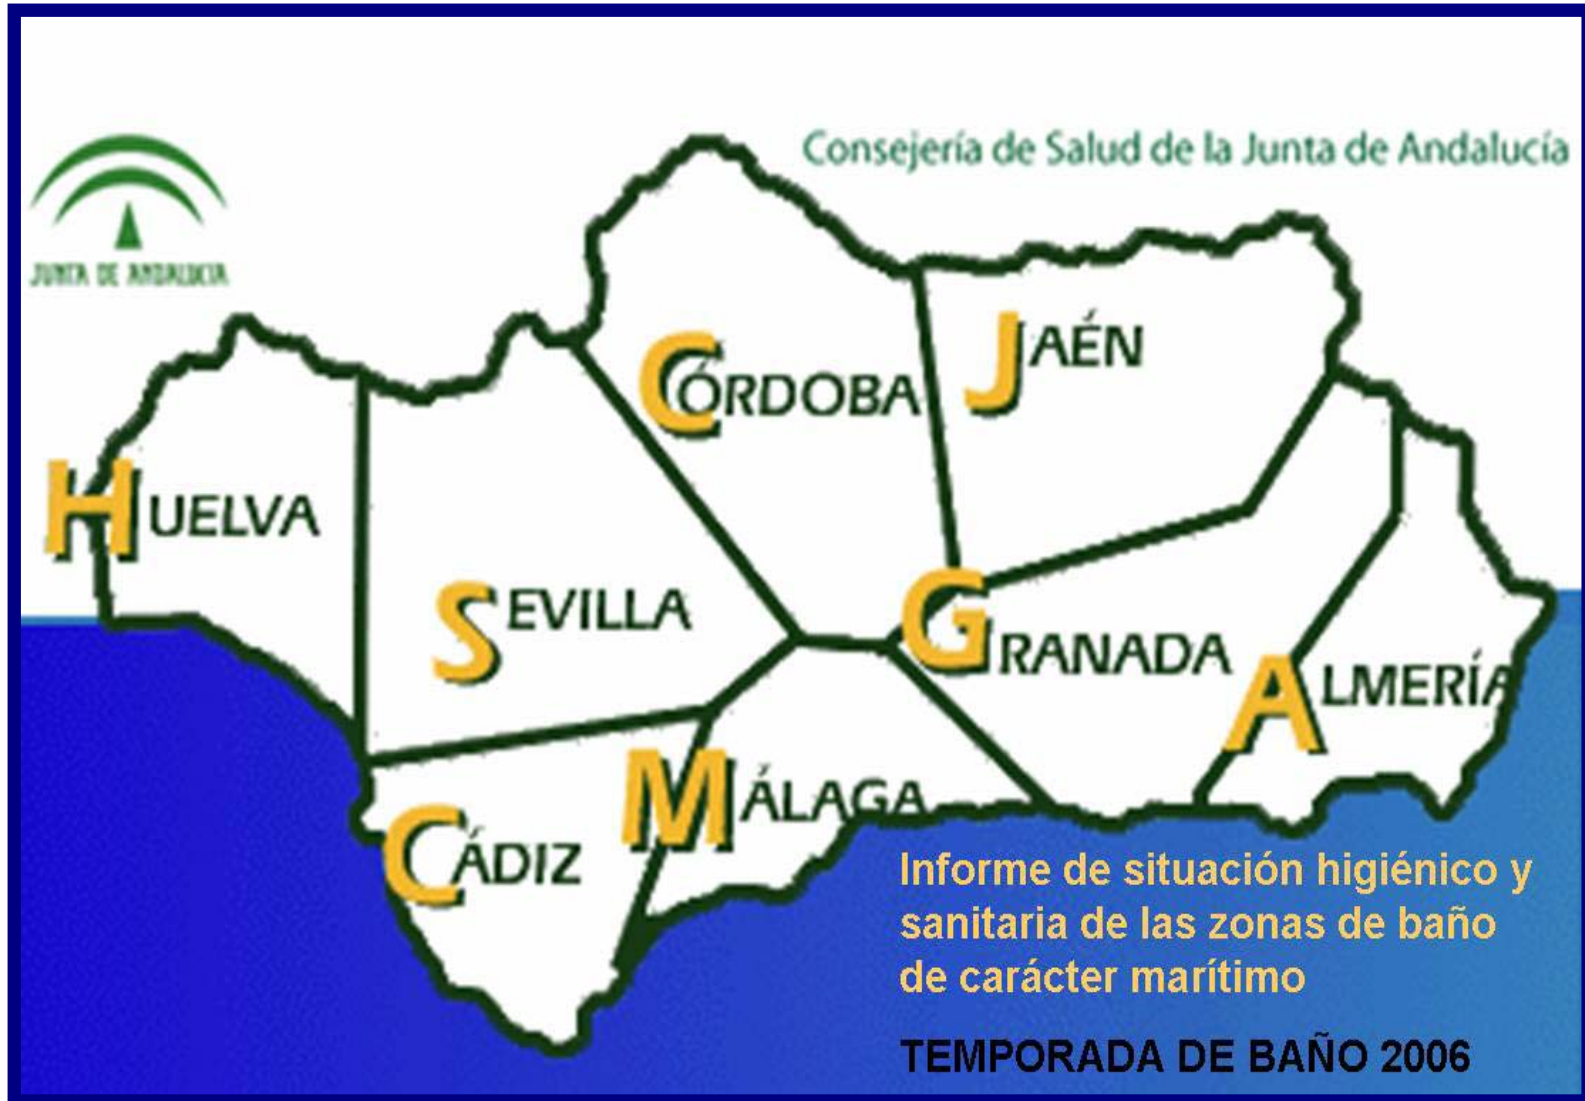 Consejería de Salud de la Junta de Andalucía
JUNTA DE ANDALUCIA
CÓRDOBA
JAÉN
HUELVA
SEVILLA
GRANADA
ALMERÍA
MÁLAGA
CÁDIZ
Informe de situación higiénico y
sanitaria de las zonas de baño
de carácter marítimo
TEMPORADA DE BAÑO 2006